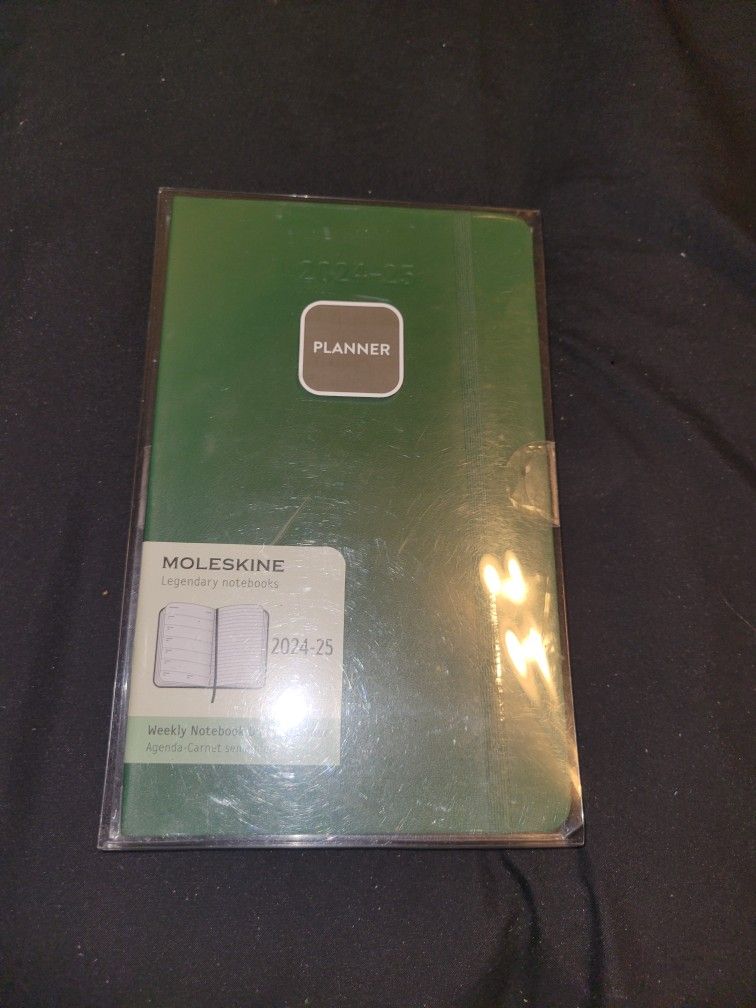 2024-25
PLANNER
MOLESKINE
Legendary notebooks
2024-25
Weekly Notebook
Agenda-Carnet